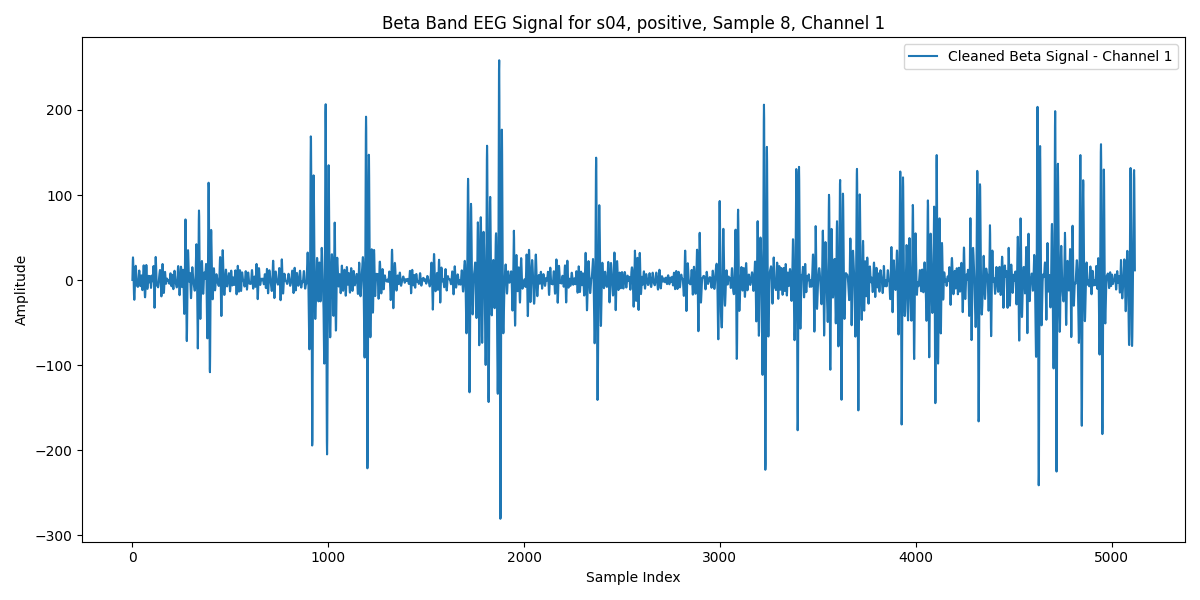 Beta Band EEG Signal for s04, positive, Sample 8, Channel 1
Cleaned Beta Signal - Channel 1
Amplitude
200
100
0
−100
−200
−300
0 1000 2000 3000 4000 5000
Sample Index